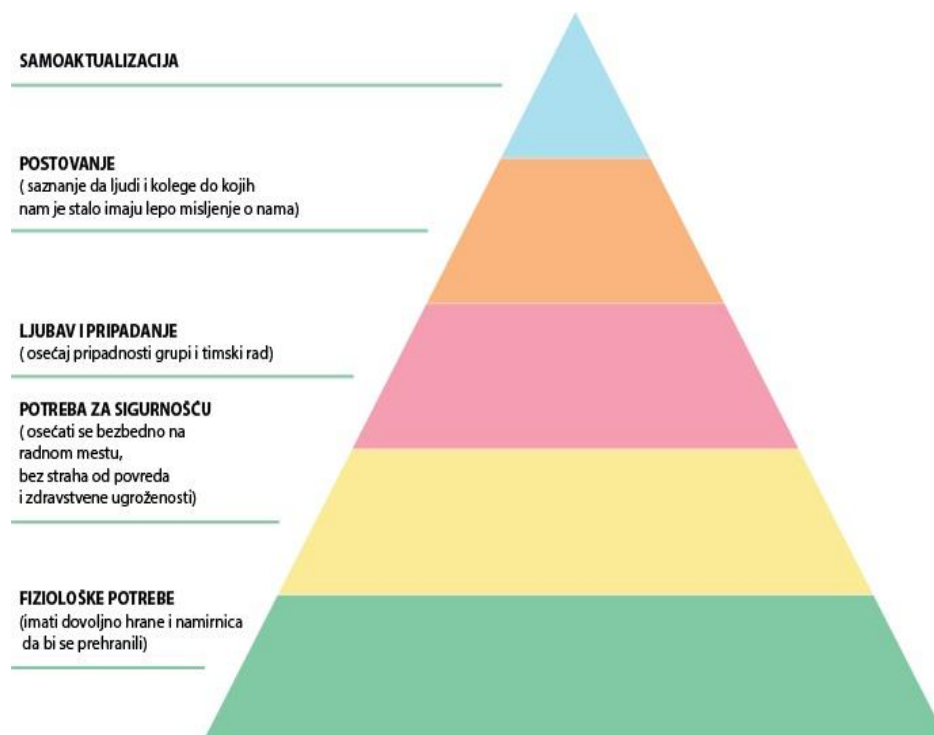 SAMOAKTUALIZACIJA
POSTOVANJE
( saznanje da ljudi i kolege do kojih
nam je stalo imaju lepo misljenje o nama)
LJUBAV I PRIPADANJE
( osećaj pripadnosti grupi i timski rad)
POTREBA ZA SIGURNOŠĆU
( osećati se bezbedno na
radnom mestu,
bez straha od povreda
i zdravstvene ugroženosti)
FIZIOLOŠKE POTREBE
(imati dovoljno hrane i namirnica
da bi se prehranili)